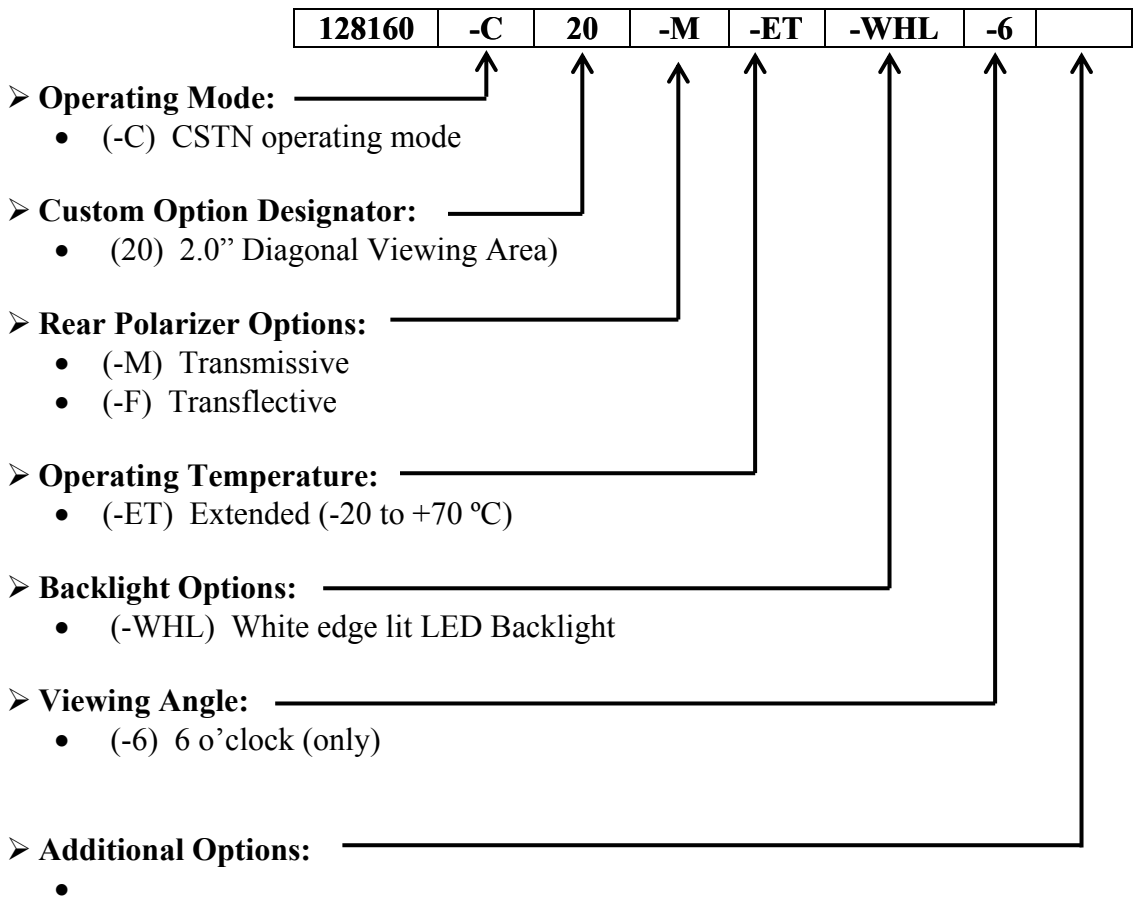 128160 -C 20 -M -ET -WHL -6
➢ Operating Mode:
• (-C) CSTN operating mode
➢ Custom Option Designator:
• (20) 2.0” Diagonal Viewing Area)
➢ Rear Polarizer Options:
• (-M) Transmissive
• (-F) Transflective
➢ Operating Temperature:
• (-ET) Extended (-20 to +70 ºC)
➢ Backlight Options:
• (-WHL) White edge lit LED Backlight
➢ Viewing Angle:
• (-6) 6 o’clock (only)
➢ Additional Options:
•